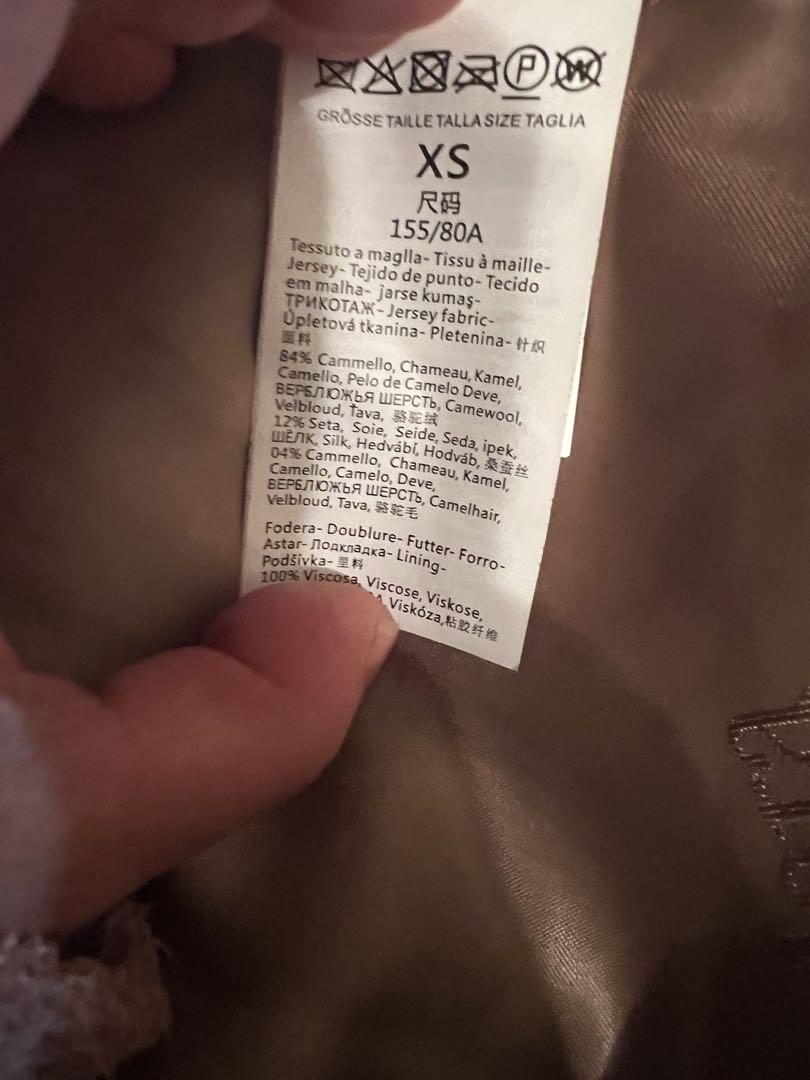 GRÖSSE TAILLE TALLA SIZE TAGLIA
XS
尺码
155/80A
Tessuto a maglla- Tissu à maille-
Jersey- Tejido de punto- Tecido
em malha- jarse kumaş-
ТРИКОТАЖ- Jersey fabric-
Úpletová tkanina- Pletenina- 针织
面料
84% Cammello, Chameau, Kamel,
Camello, Pelo de Camelo Deve,
ВЕРБЛЮЖЬЯ ШЕРСТЬ, Camewool,
Velbloud, Ťava, 骆驼绒
12% Seta, Soie, Seide, Seda, ipek,
ШЁЛК, Silk, Hedvábí, Hodváb, 桑蚕丝
04% Cammello, Chameau, Kamel,
Camello, Camelo, Deve,
ВЕРБЛЮЖЬЯ ШЕРСТЬ, Camelhair,
Velbloud, Tava, 骆驼毛
Fodera- Doublure- Futter- Forro-
Astar- Подкладка- Lining-
Podšívka- 里料
100% Viscosa, Viscose, Viskose,
Viskóza, 粘胶纤维